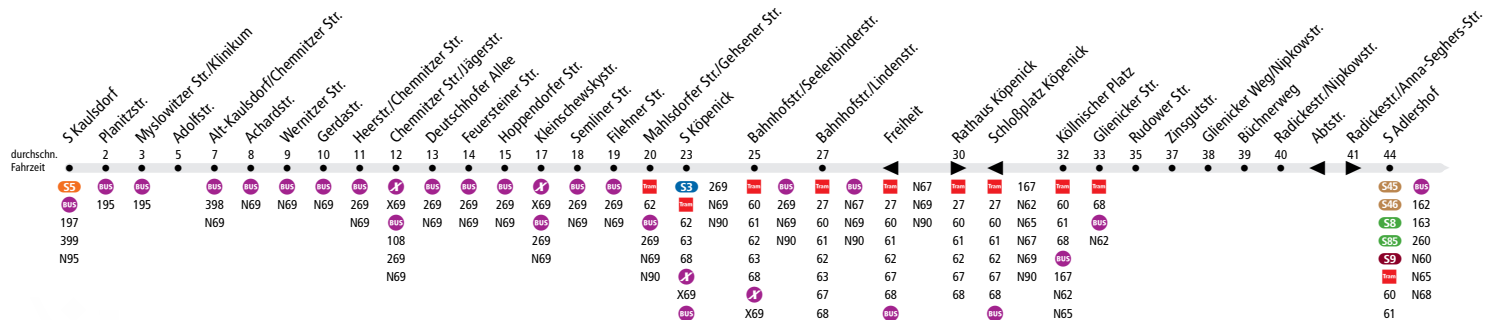 S Kaulsdorf
Planitzstr.
Myslowitzer Str./Klinikum
Adolfstr.
Alt-Kaulsdorf/Chemnitzer Str.
Achardstr.
Wernitzer Str.
Gerdastr.
Heerstr./Chemnitzer Str.
Chemnitzer Str./Jägerstr.
Deutschhofer Allee
Feuersteiner Str.
Hoppendorfer Str.
Kleinschewskystr.
Semliner Str.
Filehner Str.
Mahlsdorfer Str./Gehsener Str.
S Köpenick
Bahnhofstr./Seelenbinderstr.
Bahnhofstr./Lindenstr.
Freiheit
Rathaus Köpenick
Schloßplatz Köpenick
Köllnischer Platz
Glienicker Str.
Rudower Str.
Zinsgutstr.
Glienicker Weg/Nipkowstr.
Büchnerweg
Radickestr./Nipkowstr.
Abtstr.
Radickestr./Anna-Seghers-Str.
S Adlershof
durchschn. 2 3 5 7 8 9 10 11 12 13 14 15 17 18 19 20 23 25 27 30 32 33 35 37 38 39 40 41 44
Fahrzeit
S5 BUS BUS BUS BUS BUS BUS BUS X BUS BUS BUS X BUS BUS Tram S3 269 Tram BUS Tram BUS Tram N67 Tram Tram 167 Tram Tram S45 BUS
BUS 195 195 398 N69 N69 N69 269 X69 269 269 269 X69 269 269 62 Tram N69 60 269 27 N67 27 N69 27 27 N62 60 68 S46 162
197 N69 N69 BUS N69 N69 N69 BUS N69 N69 BUS 62 N90 61 N69 60 N69 60 N90 60 60 N65 61 BUS S8 163
399 108 269 269 63 62 N90 61 N90 61 61 61 N67 68 N62 S85 260
N95 269 N69 N69 68 63 62 62 62 62 N69 BUS S9 N60
N69 N90 X 68 63 67 67 67 N90 167 Tram N65
X69 X 67 68 68 68 N62 60 N68
BUS X69 68 BUS BUS N65 61